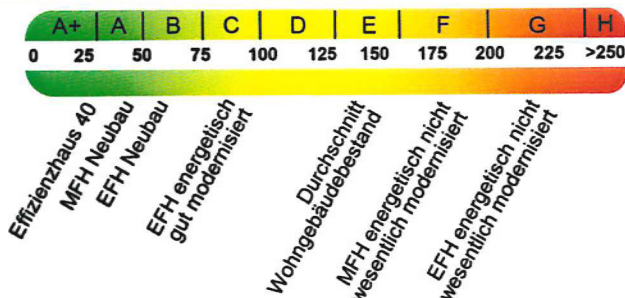 A+ A B C D E F G H
0 25 50 75 100 125 150 175 200 225 >250
Effizienzhaus 40
MFH Neubau
EFH Neubau
EFH energetisch
gut modernisiert
Durchschnitt
Wohngebäudebestand
MFH energetisch nicht
wesentlich modernisiert
EFH energetisch nicht
wesentlich modernisiert